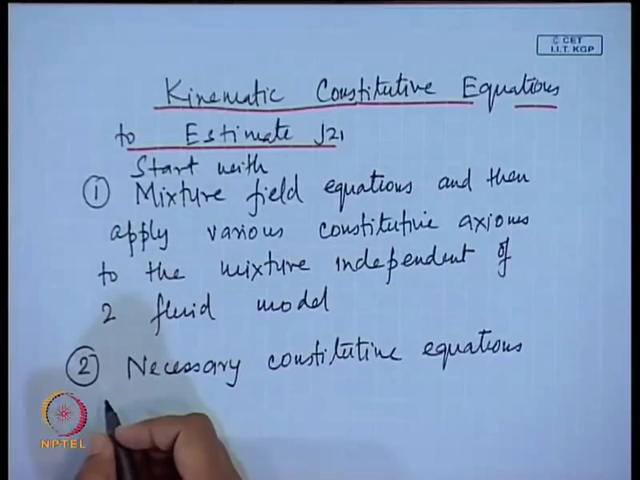 © CET
I.I.T. KGP
Kinematic Constitutive Equations
to Estimate j21
Start with
① Mixture field equations and then
apply various constitutive axioms
to the mixture independent of
2 fluid model
② Necessary constitutive equations
NPTEL